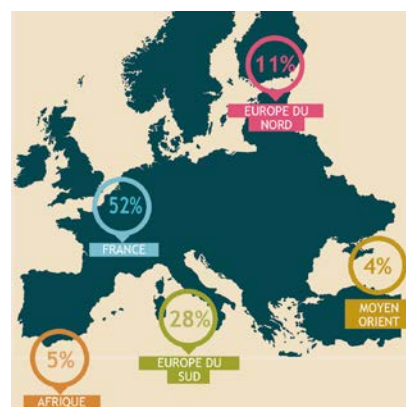 11%
EUROPE DU
NORD
52%
FRANCE
4%
MOYEN
ORIENT
28%
EUROPE DU
SUD
5%
AFRIQUE